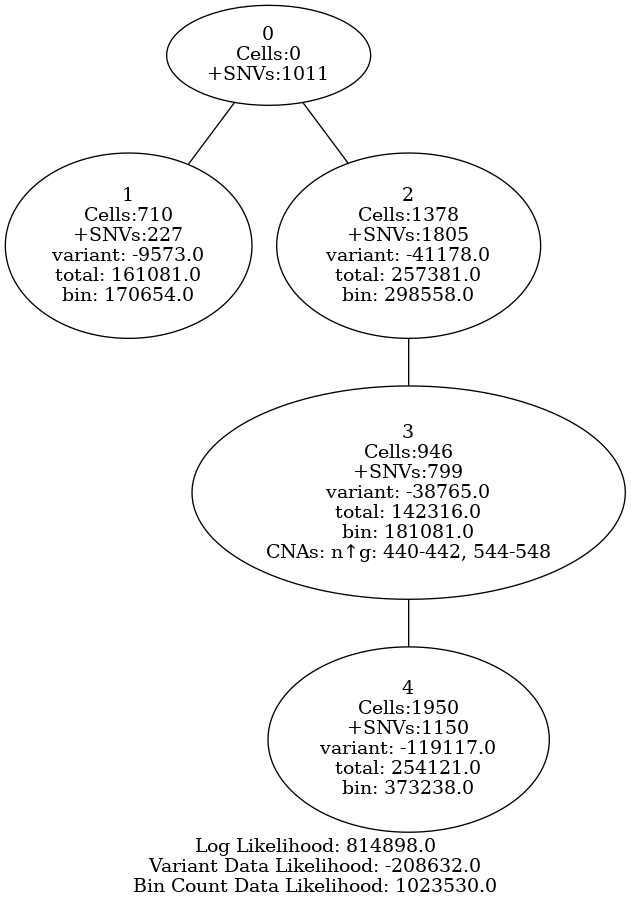 0
Cells:0
+SNVs:1011
1
Cells:710
+SNVs:227
variant: -9573.0
total: 161081.0
bin: 170654.0
2
Cells:1378
+SNVs:1805
variant: -41178.0
total: 257381.0
bin: 298558.0
3
Cells:946
+SNVs:799
variant: -38765.0
total: 142316.0
bin: 181081.0
CNAs: n↑g: 440-442, 544-548
4
Cells:1950
+SNVs:1150
variant: -119117.0
total: 254121.0
bin: 373238.0
Log Likelihood: 814898.0
Variant Data Likelihood: -208632.0
Bin Count Data Likelihood: 1023530.0